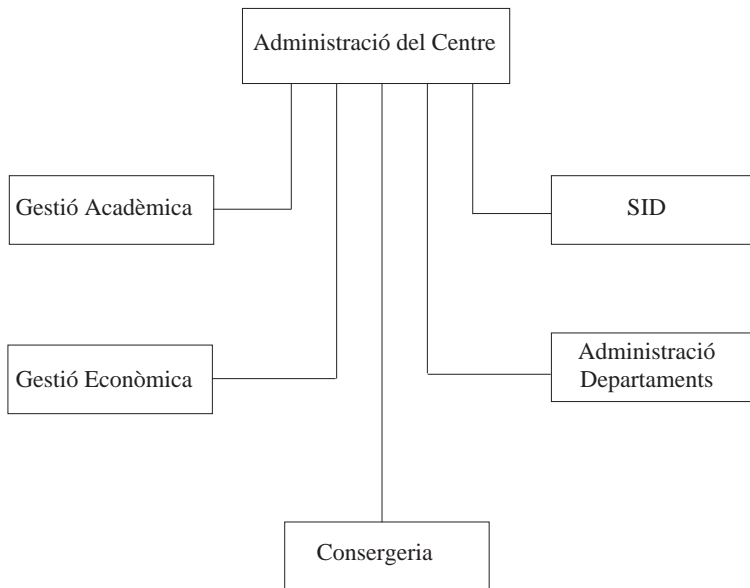 Administració del Centre
Gestió Acadèmica
SID
Gestió Econòmica
Administració
Departaments
Consergeria